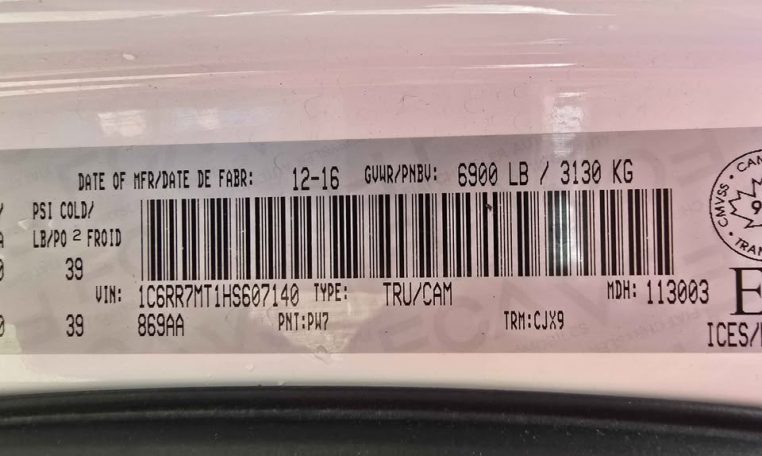 DATE OF MFR/DATE DE FABR: 12-16 GVWR/PNBV: 6900 LB / 3130 KG
PSI COLD/
LB/PO 2 FROID
39
VIN: 1C6RR7MT1HS607140 TYPE: TRU/CAM MDH: 113003
39 869AA PNT:PW7 TRM:CJX9
CMVSS
TRAN
ICES/